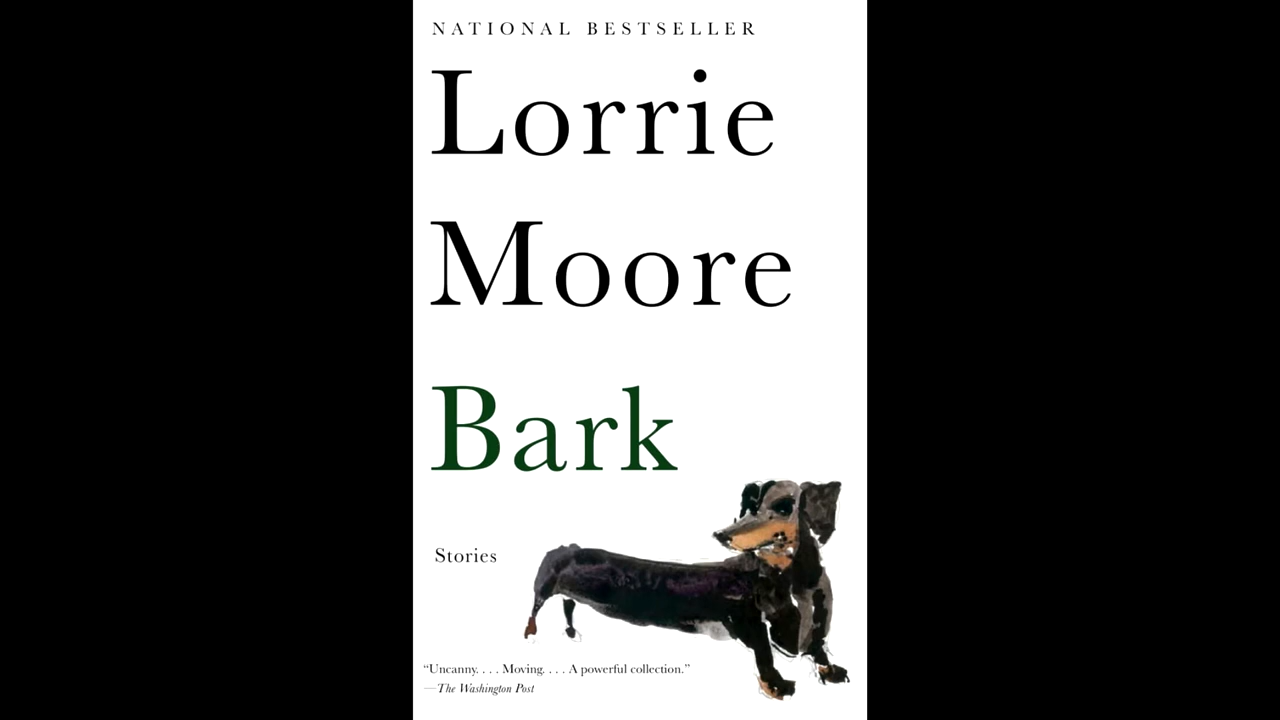 NATIONAL BESTSELLER
Lorrie
Moore
Bark
Stories
“Uncanny. . . . Moving. . . . A powerful collection.”
—The Washington Post